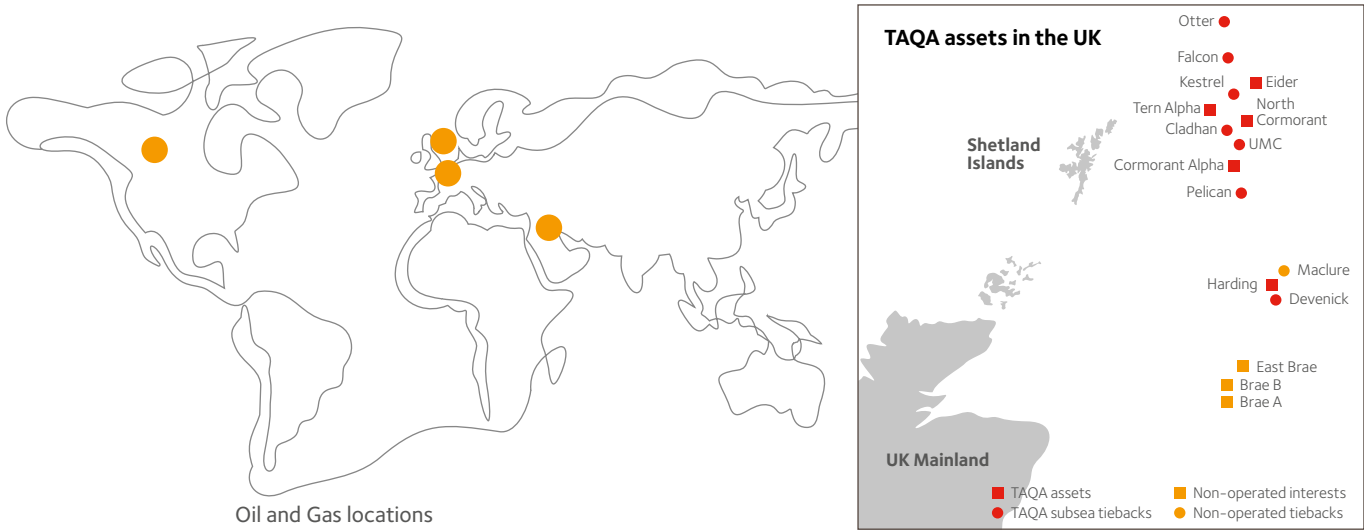 TAQA assets in the UK
Otter
Falcon
Kestrel
Eider
Tern Alpha
North
Cormorant
Cladhan
UMC
Shetland
Islands
Cormorant Alpha
Pelican
Maclure
Harding
Devenick
East Brae
Brae B
Brae A
UK Mainland
TAQA assets
Non-operated interests
TAQA subsea tiebacks
Non-operated tiebacks
Oil and Gas locations